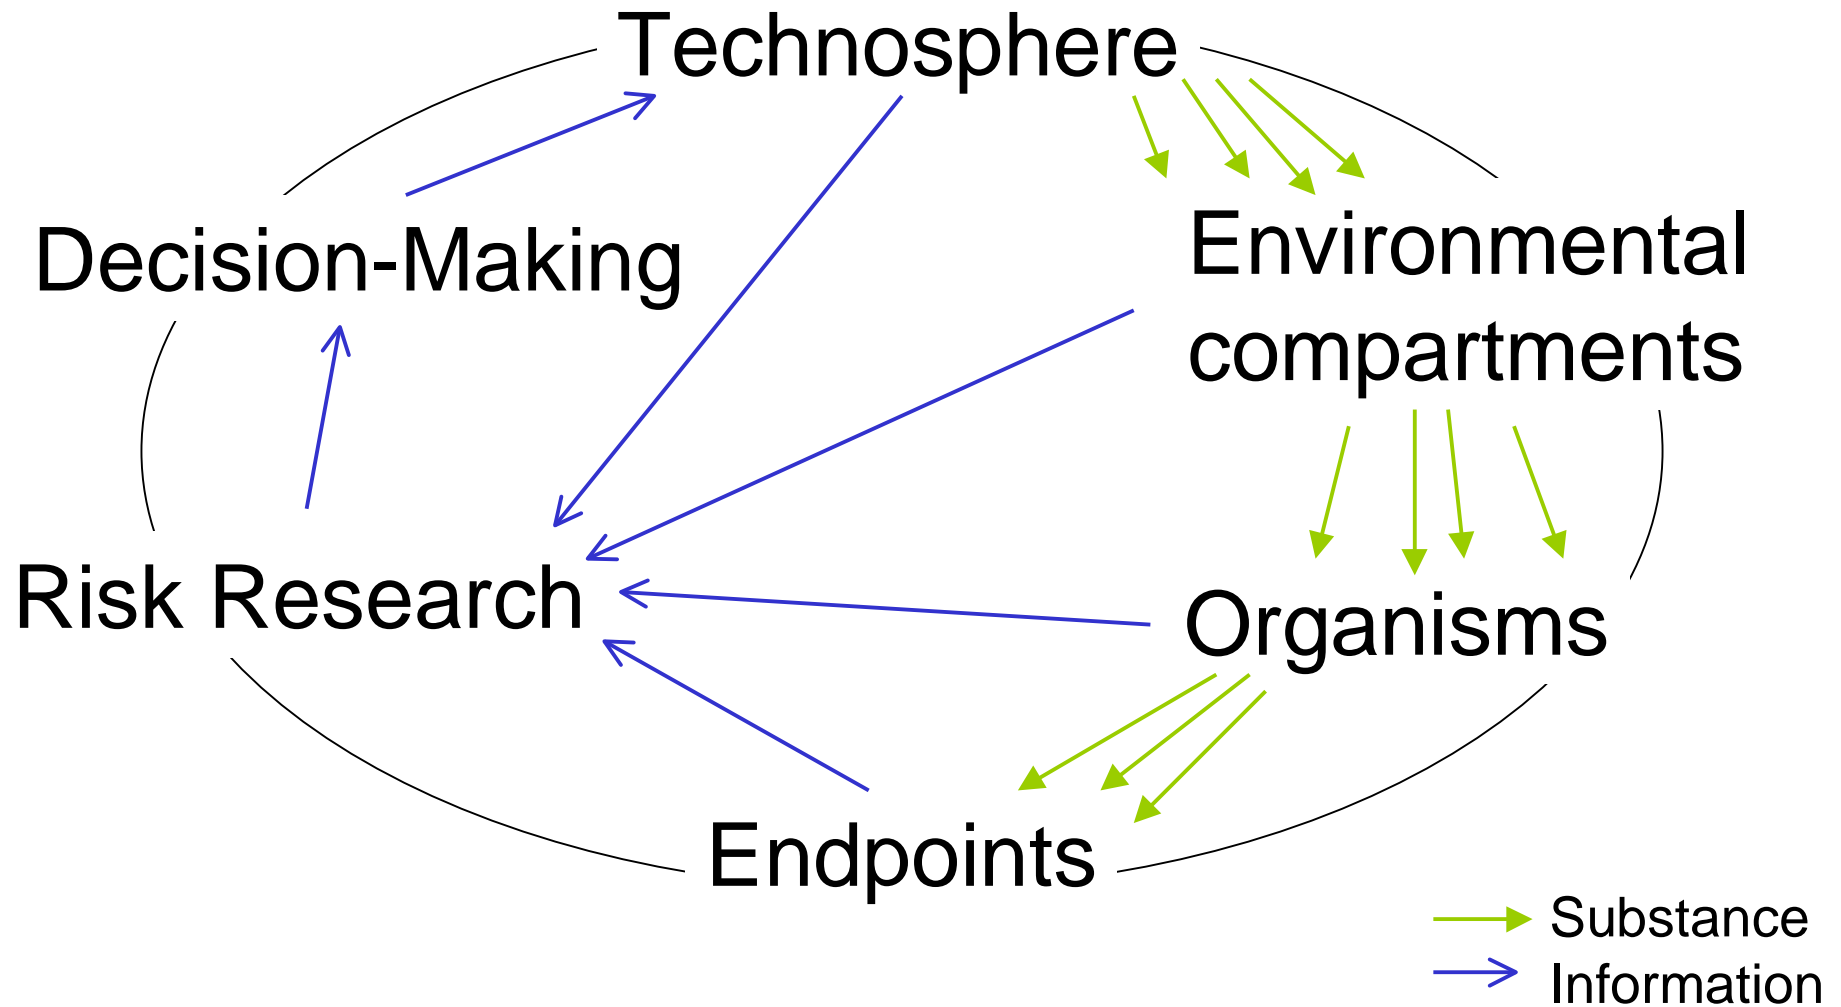 Technosphere
Decision-Making
Environmental
compartments
Risk Research
Organisms
Endpoints
Substance
Information